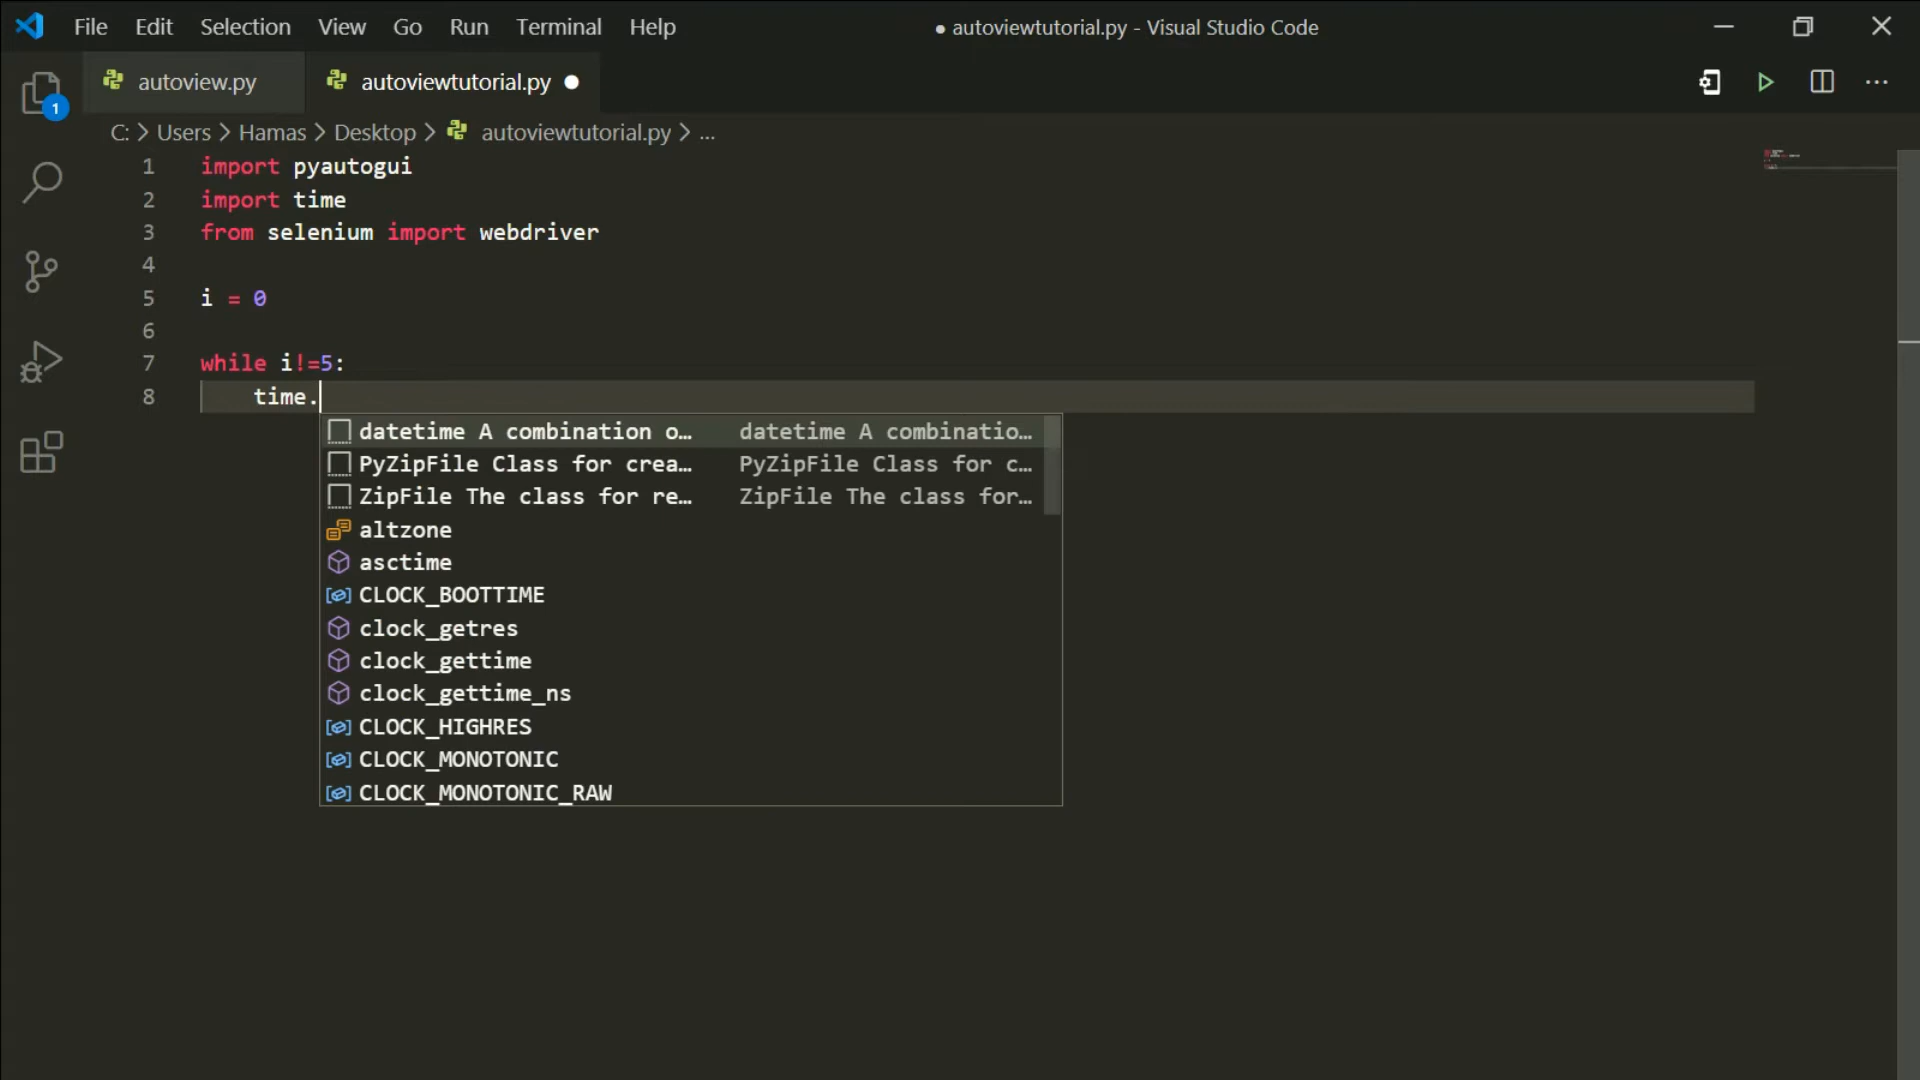 File Edit Selection View Go Run Terminal Help ● autoviewtutorial.py - Visual Studio Code
autoview.py autoviewtutorial.py ●
1
C: > Users > Hamas > Desktop > autoviewtutorial.py > ...
1 import pyautogui
2 import time
3 from selenium import webdriver
4
5 i = 0
6
7 while i!=5:
8 time.
datetime A combination o… datetime A combinatio…
PyZipFile Class for crea… PyZipFile Class for c…
ZipFile The class for re… ZipFile The class for…
altzone
asctime
CLOCK_BOOTTIME
clock_getres
clock_gettime
clock_gettime_ns
CLOCK_HIGHRES
CLOCK_MONOTONIC
CLOCK_MONOTONIC_RAW